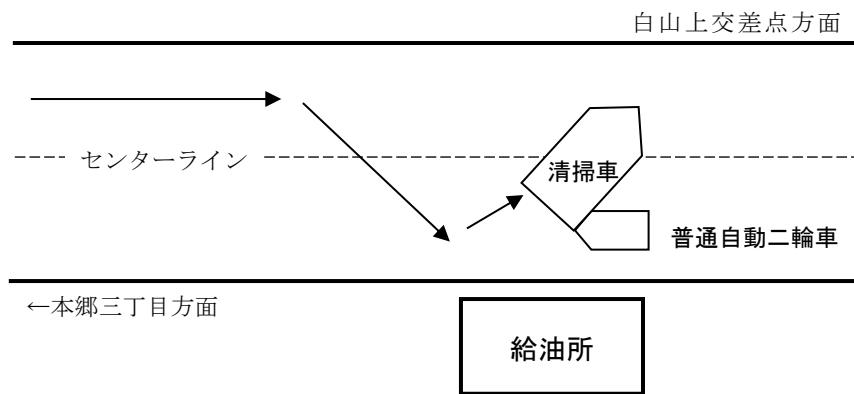 白山上交差点方面
センターライン
清掃車
普通自動二輪車
←本郷三丁目方面
給油所